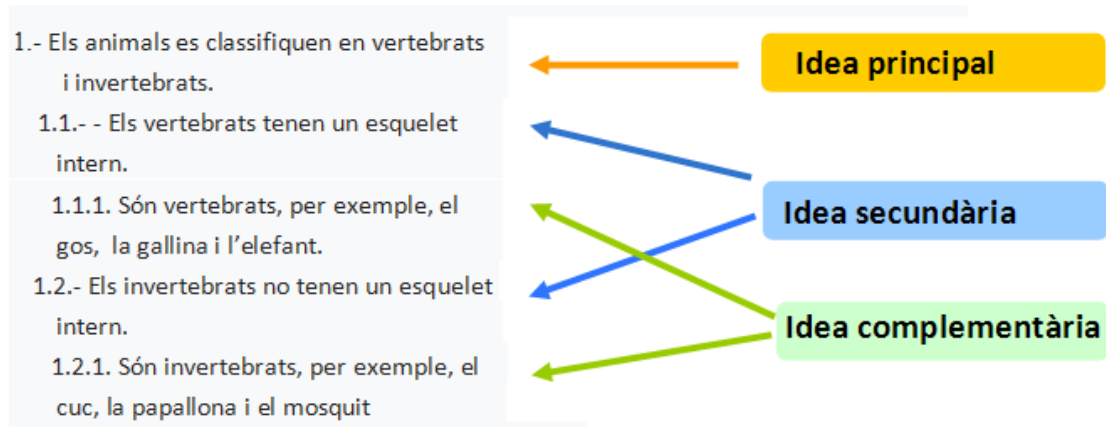 1.- Els animals es classifiquen en vertebrats
i invertebrats.
1.1.- - Els vertebrats tenen un esquelet
intern.
1.1.1. Són vertebrats, per exemple, el
gos, la gallina i l’elefant.
1.2.- Els invertebrats no tenen un esquelet
intern.
1.2.1. Són invertebrats, per exemple, el
cuc, la papallona i el mosquit
Idea principal
Idea secundària
Idea complementària